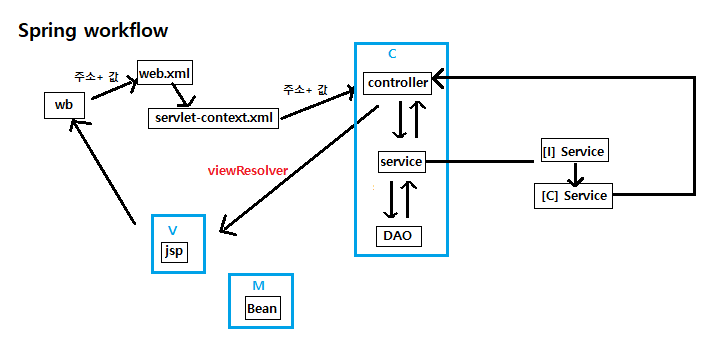 Spring workflow
C
주소+ 값
web.xml
주소+ 값
controller
wb
servlet-context.xml
[I] Service
service
viewResolver
[C] Service
V
jsp
DAO
M
Bean